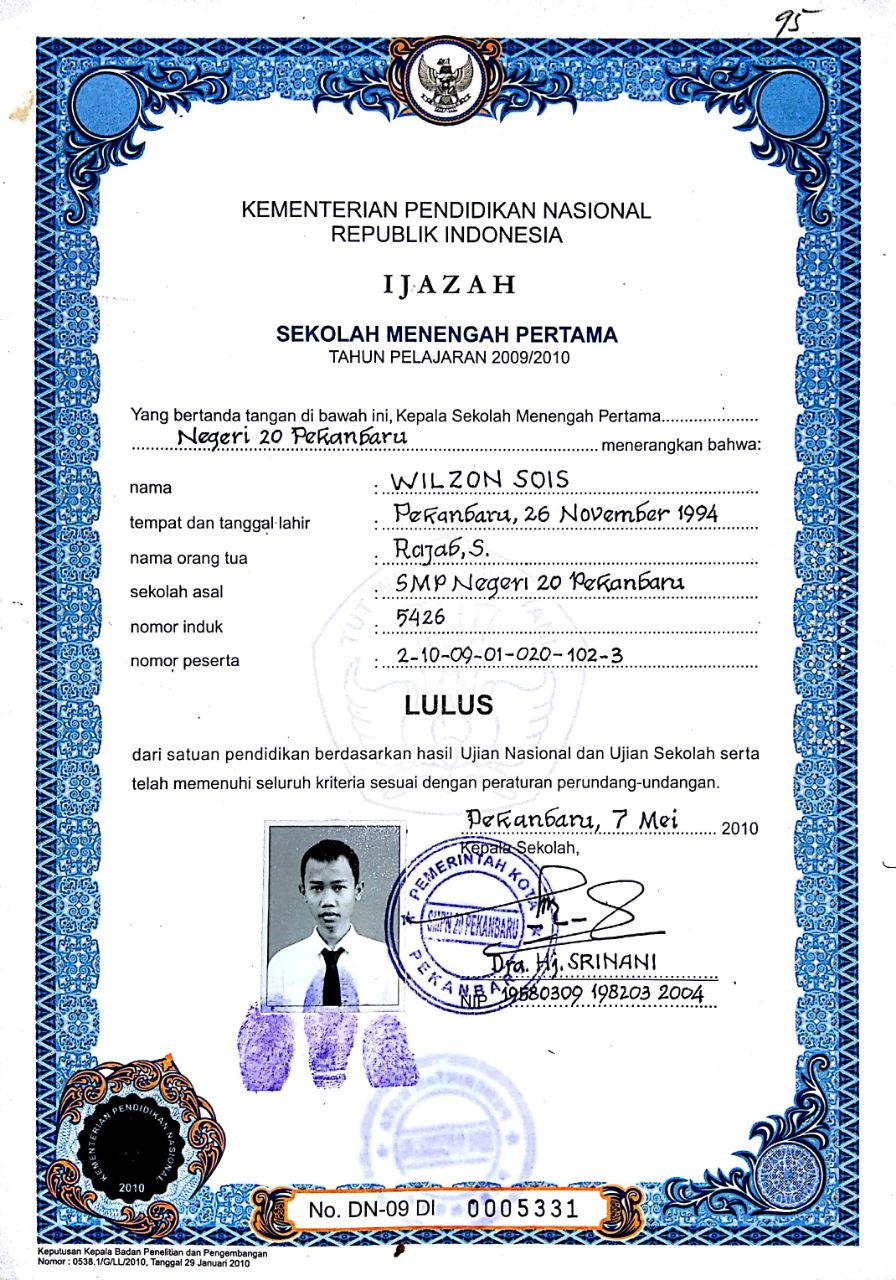 95
KEMENTERIAN PENDIDIKAN NASIONAL
REPUBLIK INDONESIA
IJAZAH
SEKOLAH MENENGAH PERTAMA
TAHUN PELAJARAN 2009/2010
Yang bertanda tangan di bawah ini, Kepala Sekolah Menengah Pertama....................
Negeri 20 Pekanbaru menerangkan bahwa:
nama : WILZON SOIS
tempat dan tanggal lahir : Pekanbaru, 26 November 1994
nama orang tua : Rajab, S.
sekolah asal : SMP Negeri 20 Pekanbaru
nomor induk : 5426
nomor peserta : 2-10-09-01-020-102-3
LULUS
dari satuan pendidikan berdasarkan hasil Ujian Nasional dan Ujian Sekolah serta
telah memenuhi seluruh kriteria sesuai dengan peraturan perundang-undangan.
Pekanbaru, 7 Mei 2010
Kepala Sekolah,
PEMERINTAH KOTA
SMPN 20 PEKANBARU
PEKANBAR
Dra. Hj. SRINANI
NIP 19580309 198203 2004
KEMENTERIAN PENDIDIKAN NASIONAL
2010
No. DN-09 DI 0005331
Keputusan Kepala Badan Penelitian dan Pengembangan
Nomor : 0538.1/G/LL/2010, Tanggal 29 Januari 2010